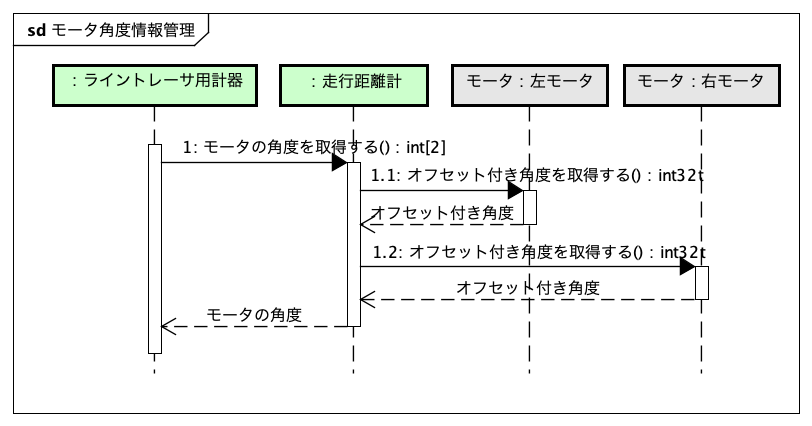 sd モータ角度情報管理
：ライントレーサ用計器
：走行距離計
モータ：左モータ
モータ：右モータ
1: モータの角度を取得する() : int[2]
1.1: オフセット付き角度を取得する() : int32t
オフセット付き角度
1.2: オフセット付き角度を取得する() : int32t
オフセット付き角度
モータの角度